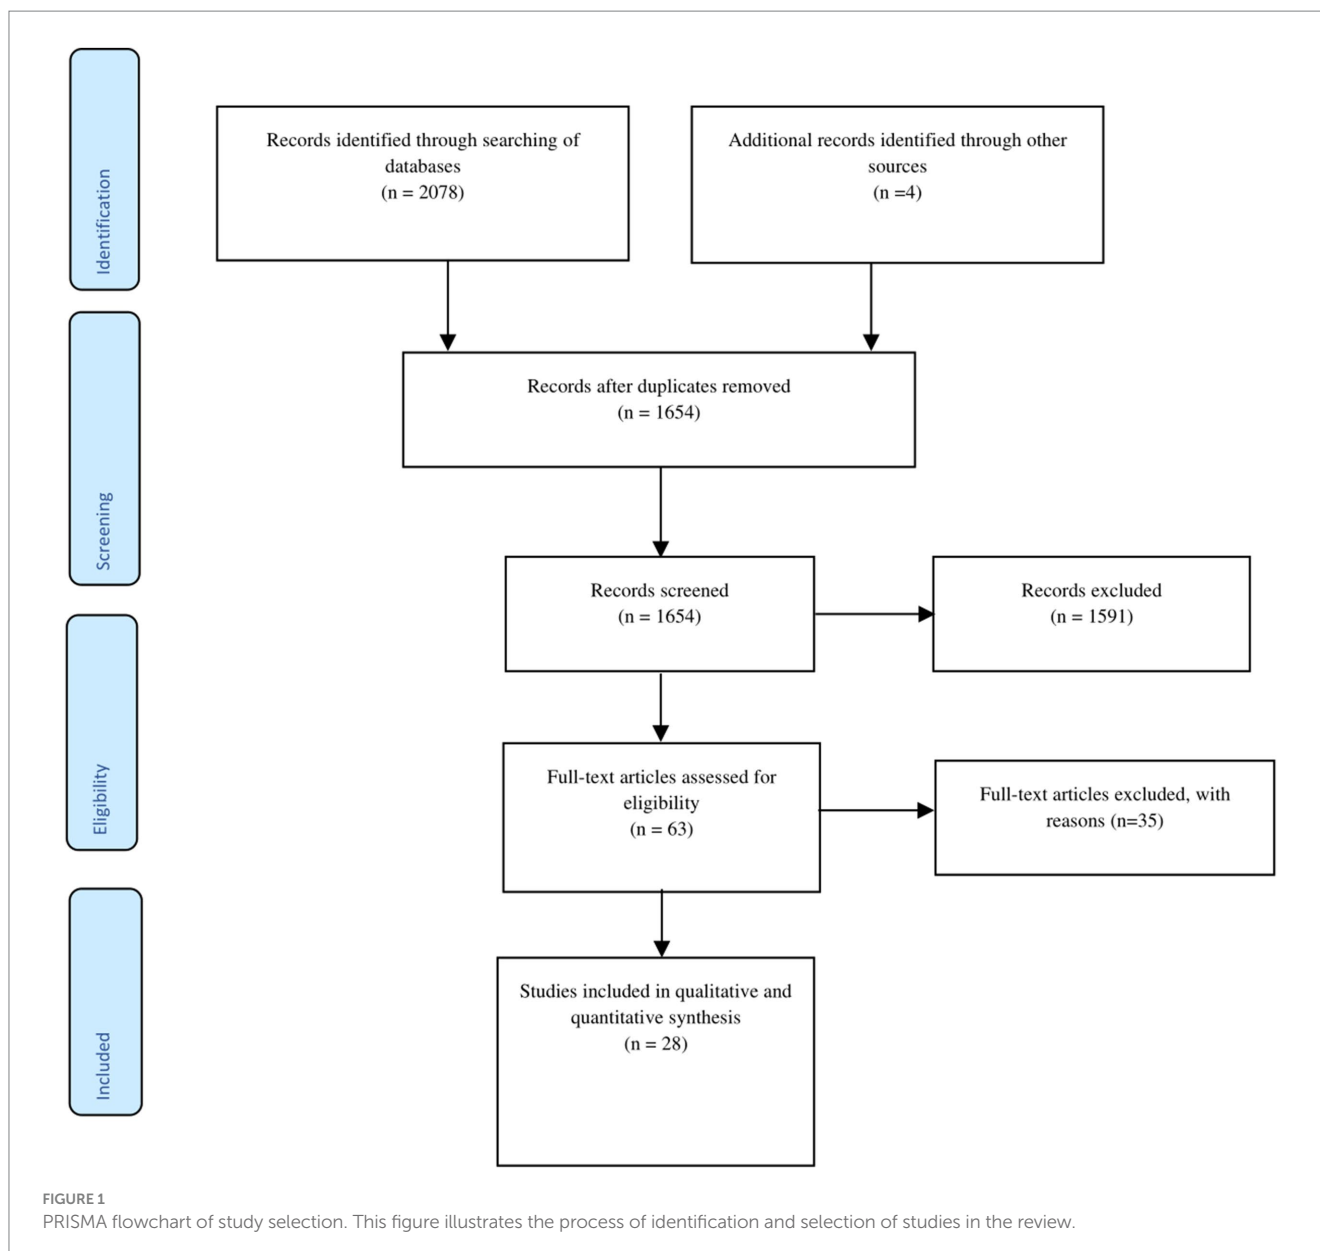 Identification
Records identified through searching of
databases
(n = 2078)
Additional records identified through other
sources
(n =4)
Screening
Records after duplicates removed
(n = 1654)
Records screened
(n = 1654)
Records excluded
(n = 1591)
Eligibility
Full-text articles assessed for
eligibility
(n = 63)
Full-text articles excluded, with
reasons (n=35)
Included
Studies included in qualitative and
quantitative synthesis
(n = 28)
FIGURE 1
PRISMA flowchart of study selection. This figure illustrates the process of identification and selection of studies in the review.